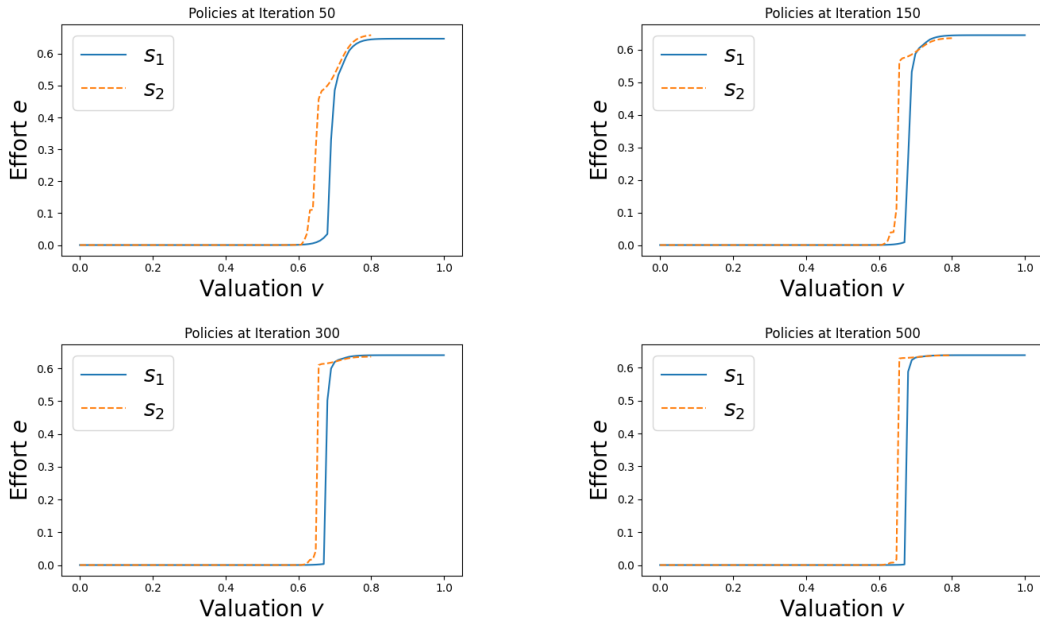 Policies at Iteration 50
0.6
0.5
0.4
0.3
0.2
0.1
0.0
Effort e
s1
s2
0.0 0.2 0.4 0.6 0.8 1.0
Valuation v
Policies at Iteration 150
0.6
0.5
0.4
0.3
0.2
0.1
0.0
Effort e
s1
s2
0.0 0.2 0.4 0.6 0.8 1.0
Valuation v
Policies at Iteration 300
0.6
0.5
0.4
0.3
0.2
0.1
0.0
Effort e
s1
s2
0.0 0.2 0.4 0.6 0.8 1.0
Valuation v
Policies at Iteration 500
0.6
0.5
0.4
0.3
0.2
0.1
0.0
Effort e
s1
s2
0.0 0.2 0.4 0.6 0.8 1.0
Valuation v